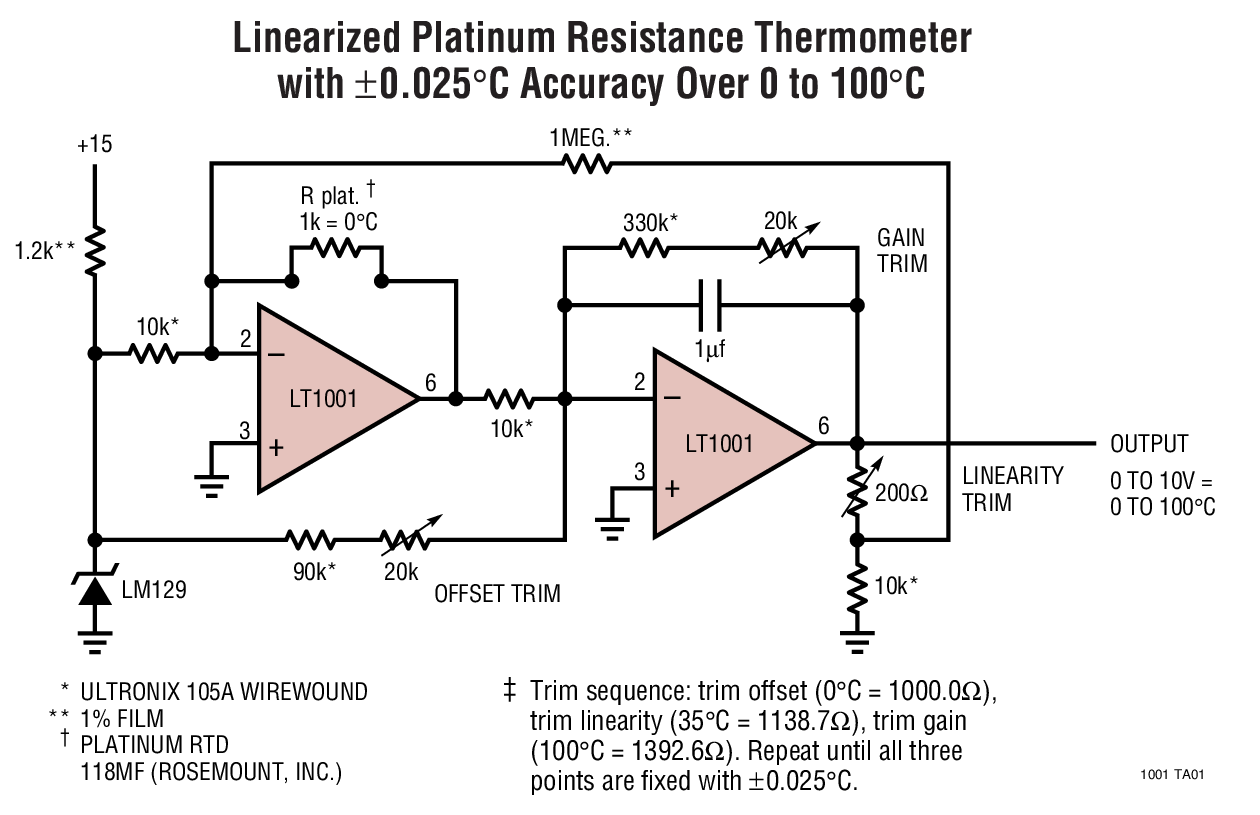 Linearized Platinum Resistance Thermometer
with ±0.025°C Accuracy Over 0 to 100°C
+15
1MEG.**
R plat. †
1k = 0°C
1.2k**
330k*
20k
GAIN
TRIM
10k*
1µf
2
−
LT1001
6
3
+
10k*
2
−
LT1001
6
3
+
OUTPUT
0 TO 10V =
0 TO 100°C
200Ω
LINEARITY
TRIM
90k*
20k
OFFSET TRIM
LM129
10k*
* ULTRONIX 105A WIREWOUND
** 1% FILM
† PLATINUM RTD
118MF (ROSEMOUNT, INC.)
‡ Trim sequence: trim offset (0°C = 1000.0Ω),
trim linearity (35°C = 1138.7Ω), trim gain
(100°C = 1392.6Ω). Repeat until all three
points are fixed with ±0.025°C.
1001 TA01